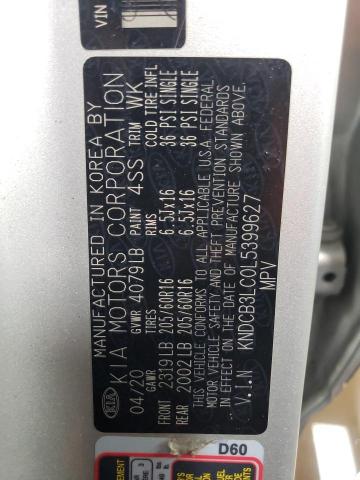 VIN
MANUFACTURED IN KOREA BY
KIA KIA MOTORS CORPORATION
04/20 GVWR 4079LB PAINT 4SS TRIM WK
GAWR TIRES RIMS COLD TIRE INFL
FRONT 2319LB 205/60R16 6.5JX16 36 PSI SINGLE
REAR 2002LB 205/60R16 6.5JX16 36 PSI SINGLE
THIS VEHICLE CONFORMS TO ALL APPLICABLE U.S.A FEDERAL
MOTOR VEHICLE SAFETY AND THEFT PREVENTION STANDARDS
IN EFFECT ON THE DATE OF MANUFACTURE SHOWN ABOVE.
V.I.N KNDCB3LC0L5399627
MPV
D60